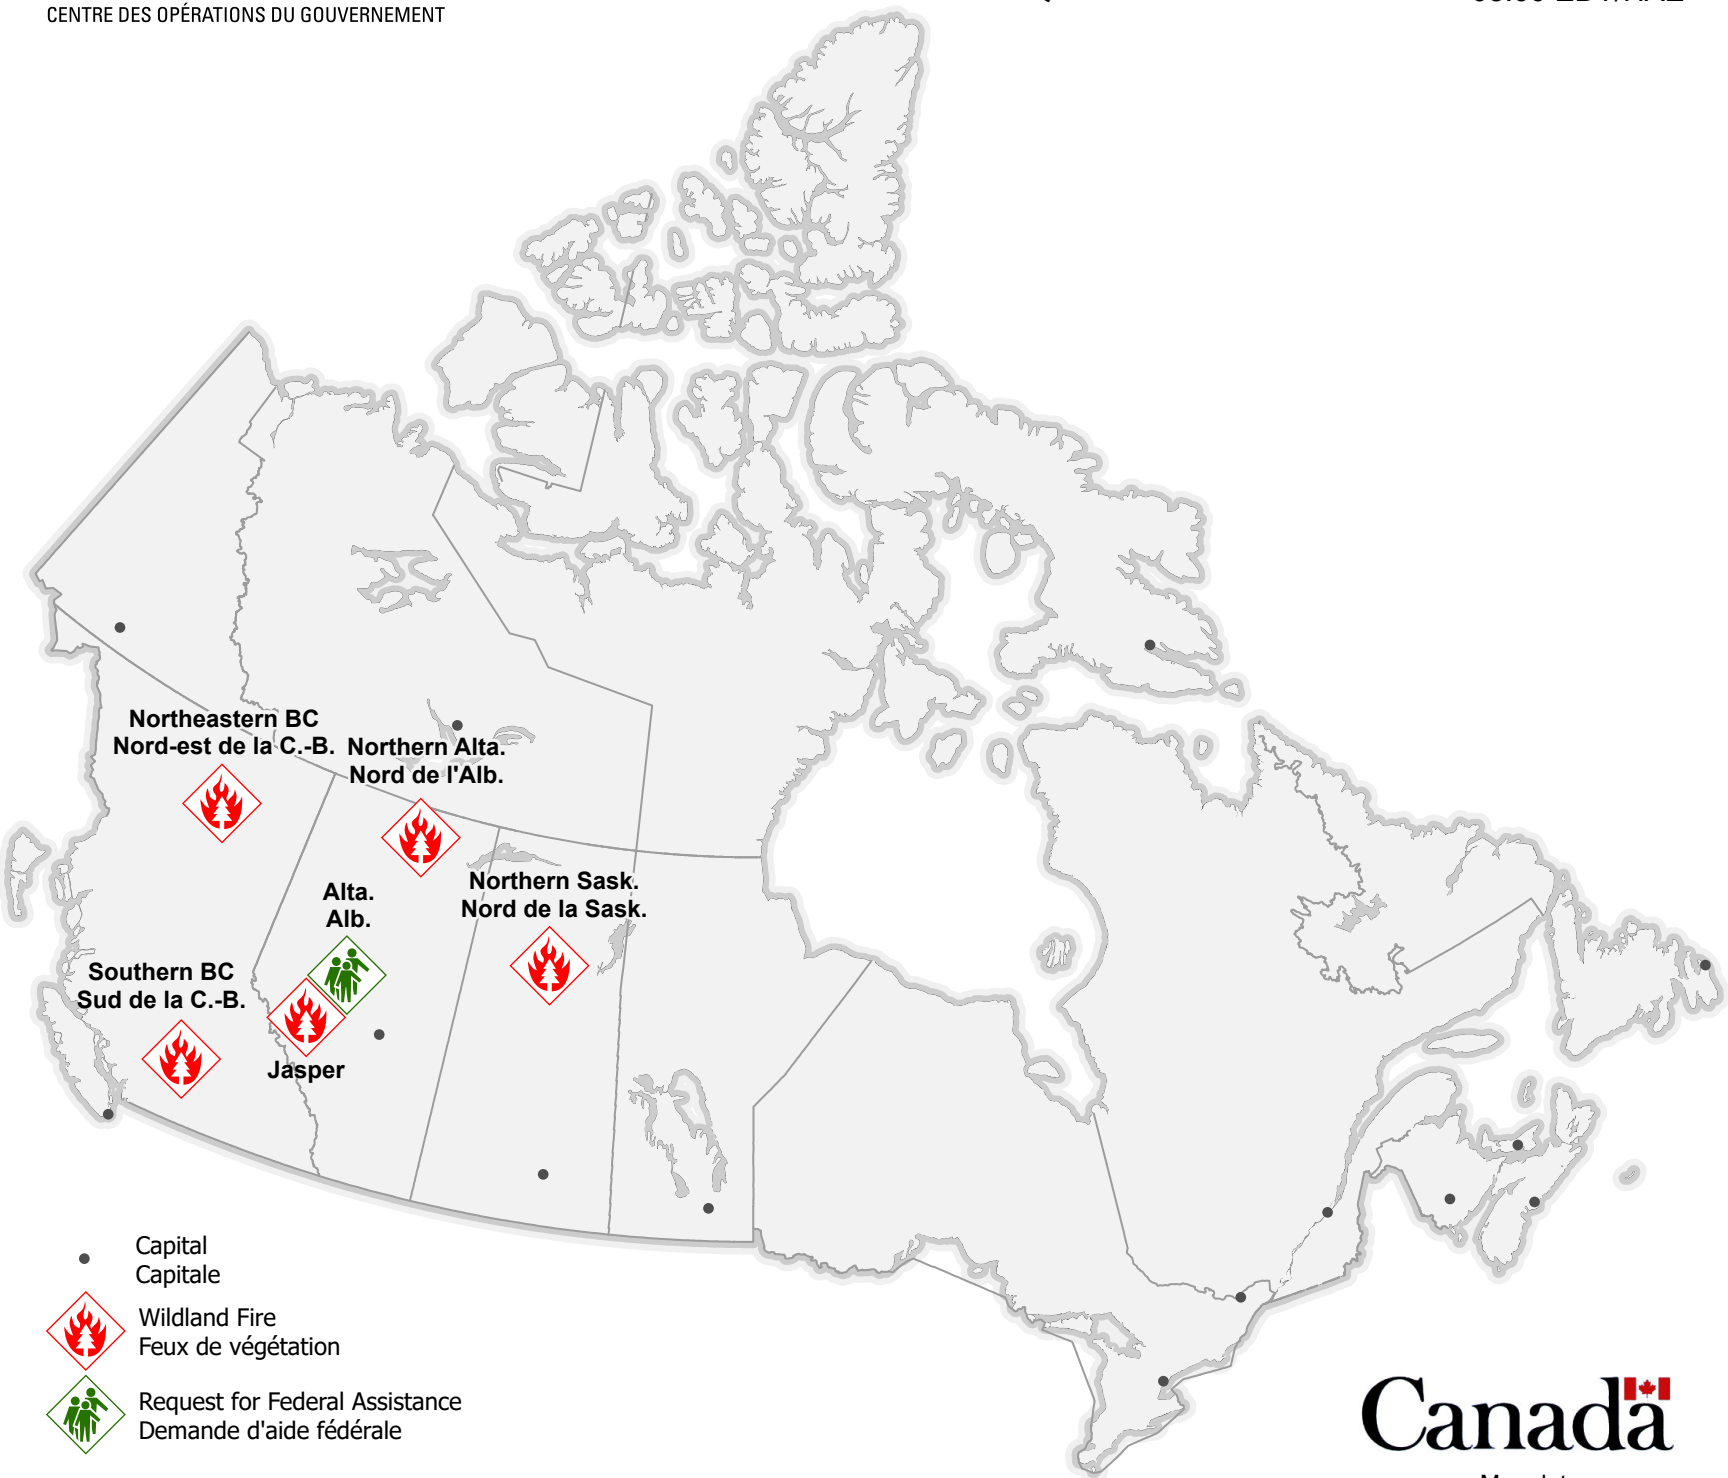 CENTRE DES OPÉRATIONS DU GOUVERNEMENT
Northeastern BC
Nord-est de la C.-B.
Northern Alta.
Nord de l'Alb.
Northern Sask.
Nord de la Sask.
Alta.
Alb.
Southern BC
Sud de la C.-B.
Jasper
Capital
Capitale
Wildland Fire
Feux de végétation
Request for Federal Assistance
Demande d'aide fédérale
Canada